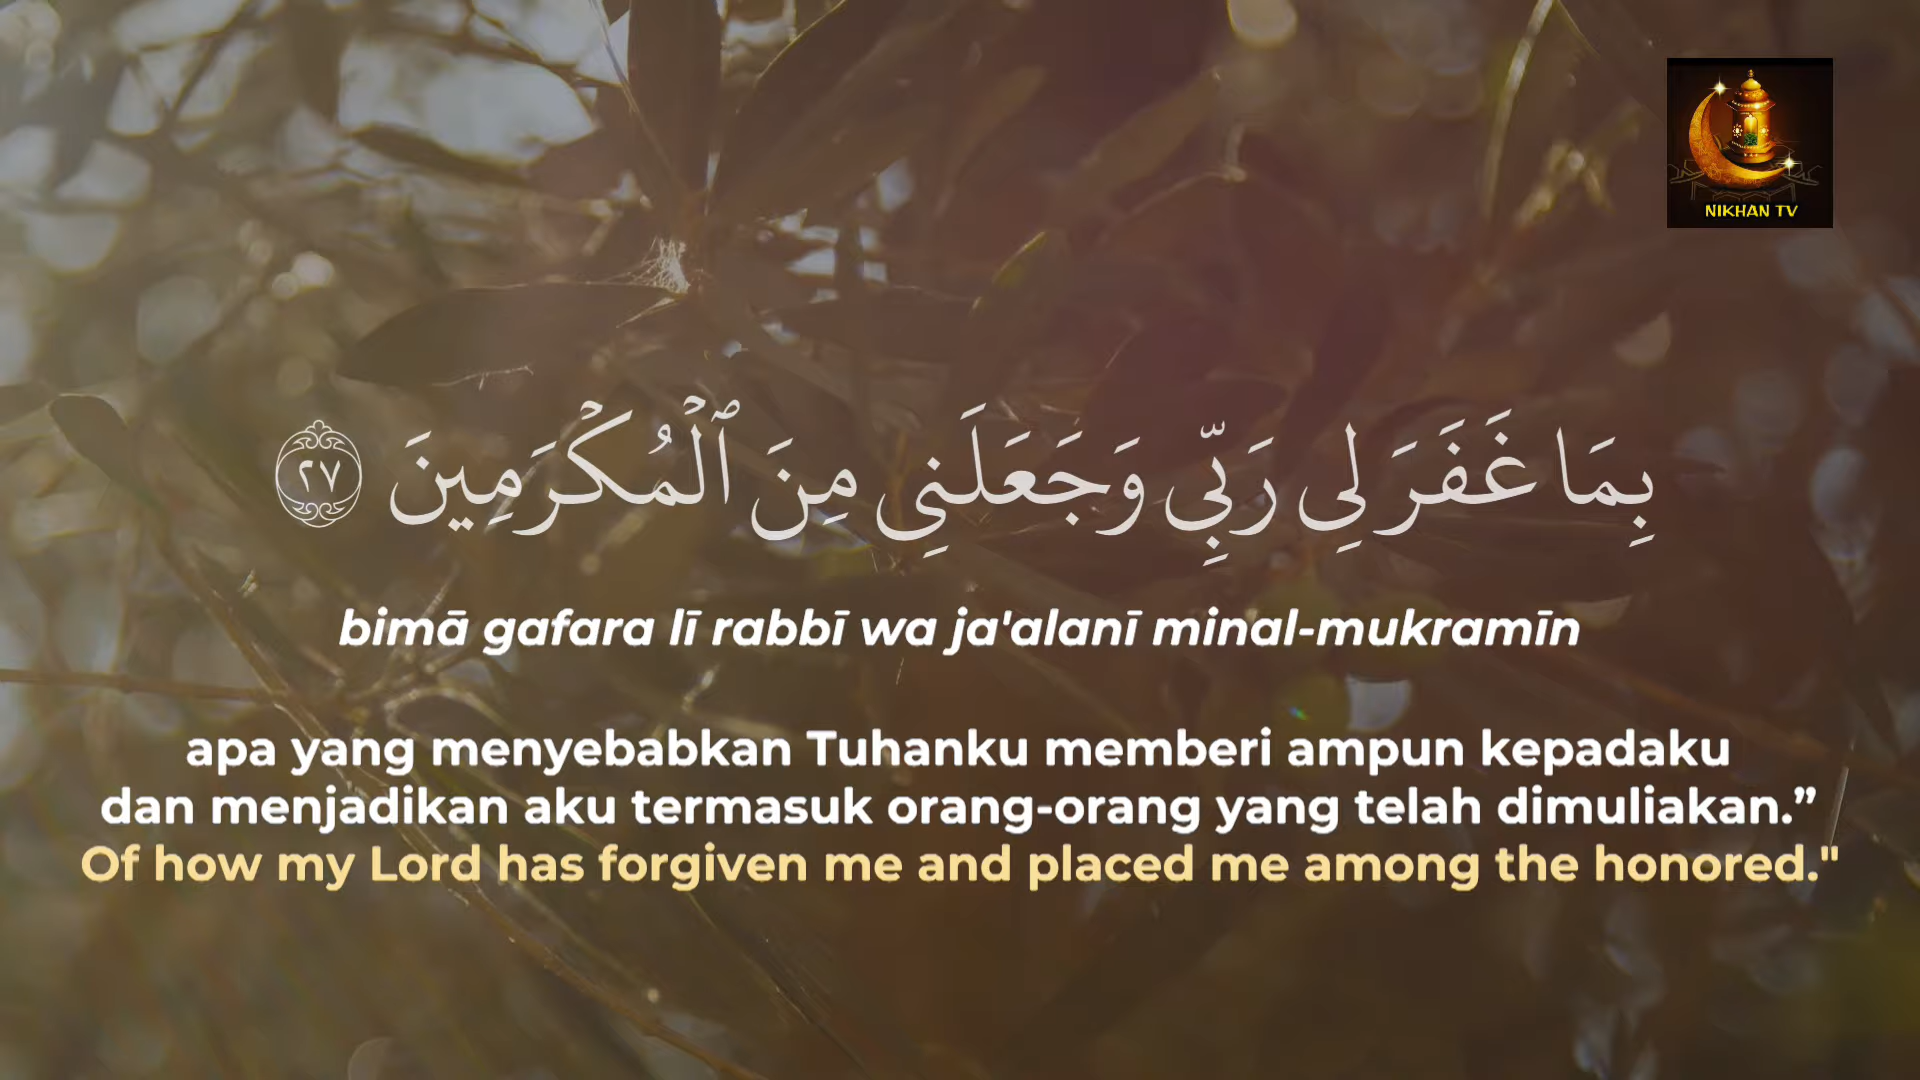 NIKHAN TV
بِمَا غَفَرَ لِى رَبِّى وَجَعَلَنِى مِنَ ٱلْمُكْرَمِينَ ٢٧
bimā gafara lī rabbī wa ja'alanī minal-mukramīn
apa yang menyebabkan Tuhanku memberi ampun kepadaku
dan menjadikan aku termasuk orang-orang yang telah dimuliakan.”
Of how my Lord has forgiven me and placed me among the honored."